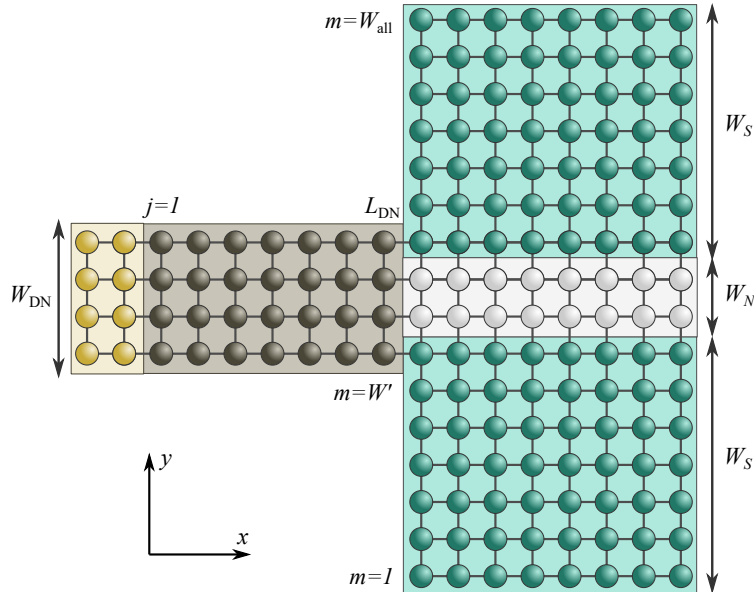 m=W_all
W_S
j=1
L_DN
W_DN
W_N
m=W'
y
W_S
x
m=1